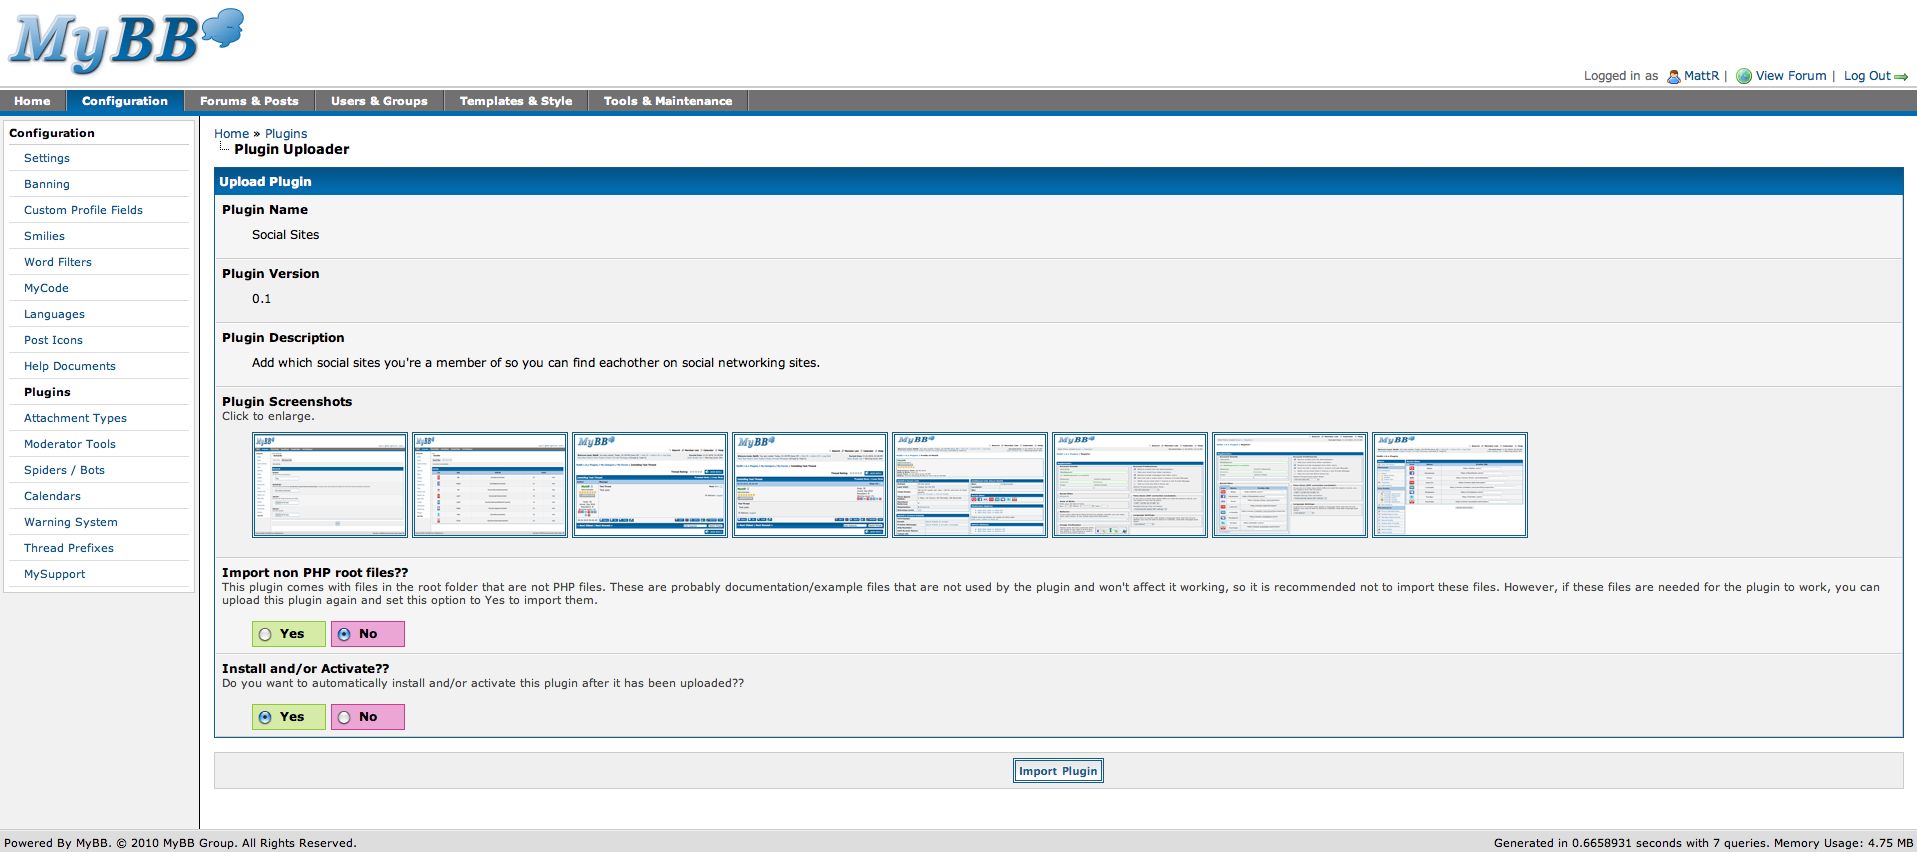 MyBB
Logged in as MattR | View Forum | Log Out
Home Configuration Forums & Posts Users & Groups Templates & Style Tools & Maintenance
Configuration
Settings
Banning
Custom Profile Fields
Smilies
Word Filters
MyCode
Languages
Post Icons
Help Documents
Plugins
Attachment Types
Moderator Tools
Spiders / Bots
Calendars
Warning System
Thread Prefixes
MySupport
Home » Plugins
Plugin Uploader
Upload Plugin
Plugin Name
Social Sites
Plugin Version
0.1
Plugin Description
Add which social sites you're a member of so you can find eachother on social networking sites.
Plugin Screenshots
Click to enlarge.
MyBB MyBB MyBB MyBB MyBB MyBB MyBB MyBB
Import non PHP root files??
This plugin comes with files in the root folder that are not PHP files. These are probably documentation/example files that are not used by the plugin and won't affect it working, so it is recommended not to import these files. However, if these files are needed for the plugin to work, you can
upload this plugin again and set this option to Yes to import them.
Yes No
Install and/or Activate??
Do you want to automatically install and/or activate this plugin after it has been uploaded??
Yes No
Import Plugin
Powered By MyBB. © 2010 MyBB Group. All Rights Reserved.
Generated in 0.6658931 seconds with 7 queries. Memory Usage: 4.75 MB